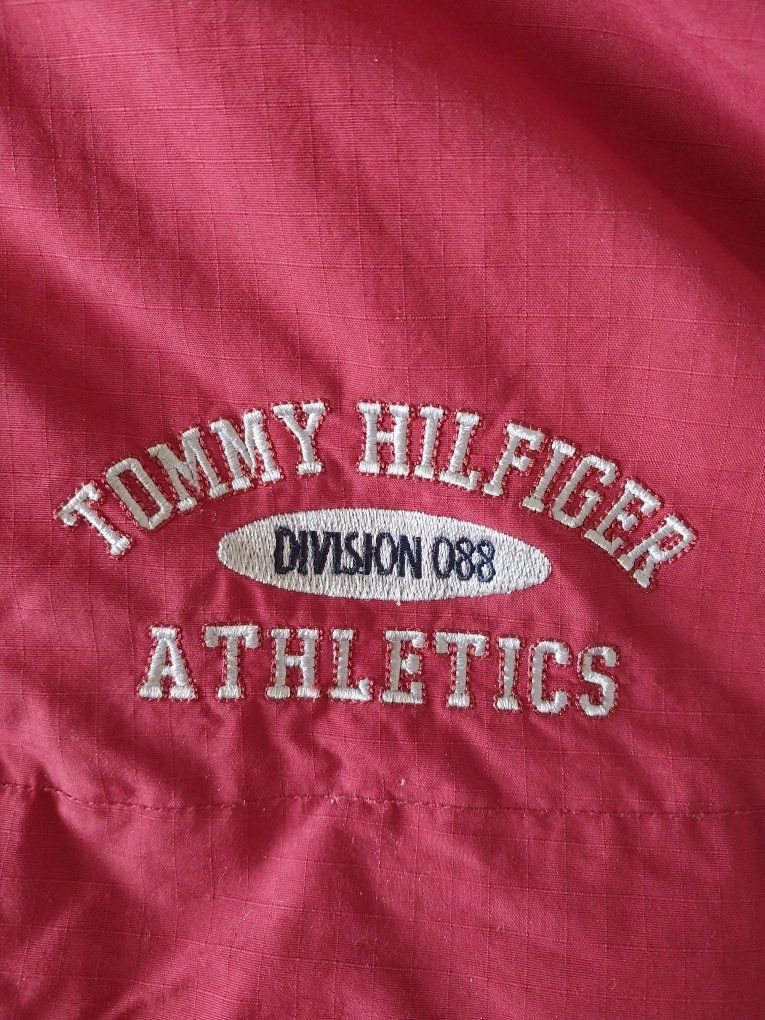 TOMMY HILFIGER
DIVISION 088
ATHLETICS